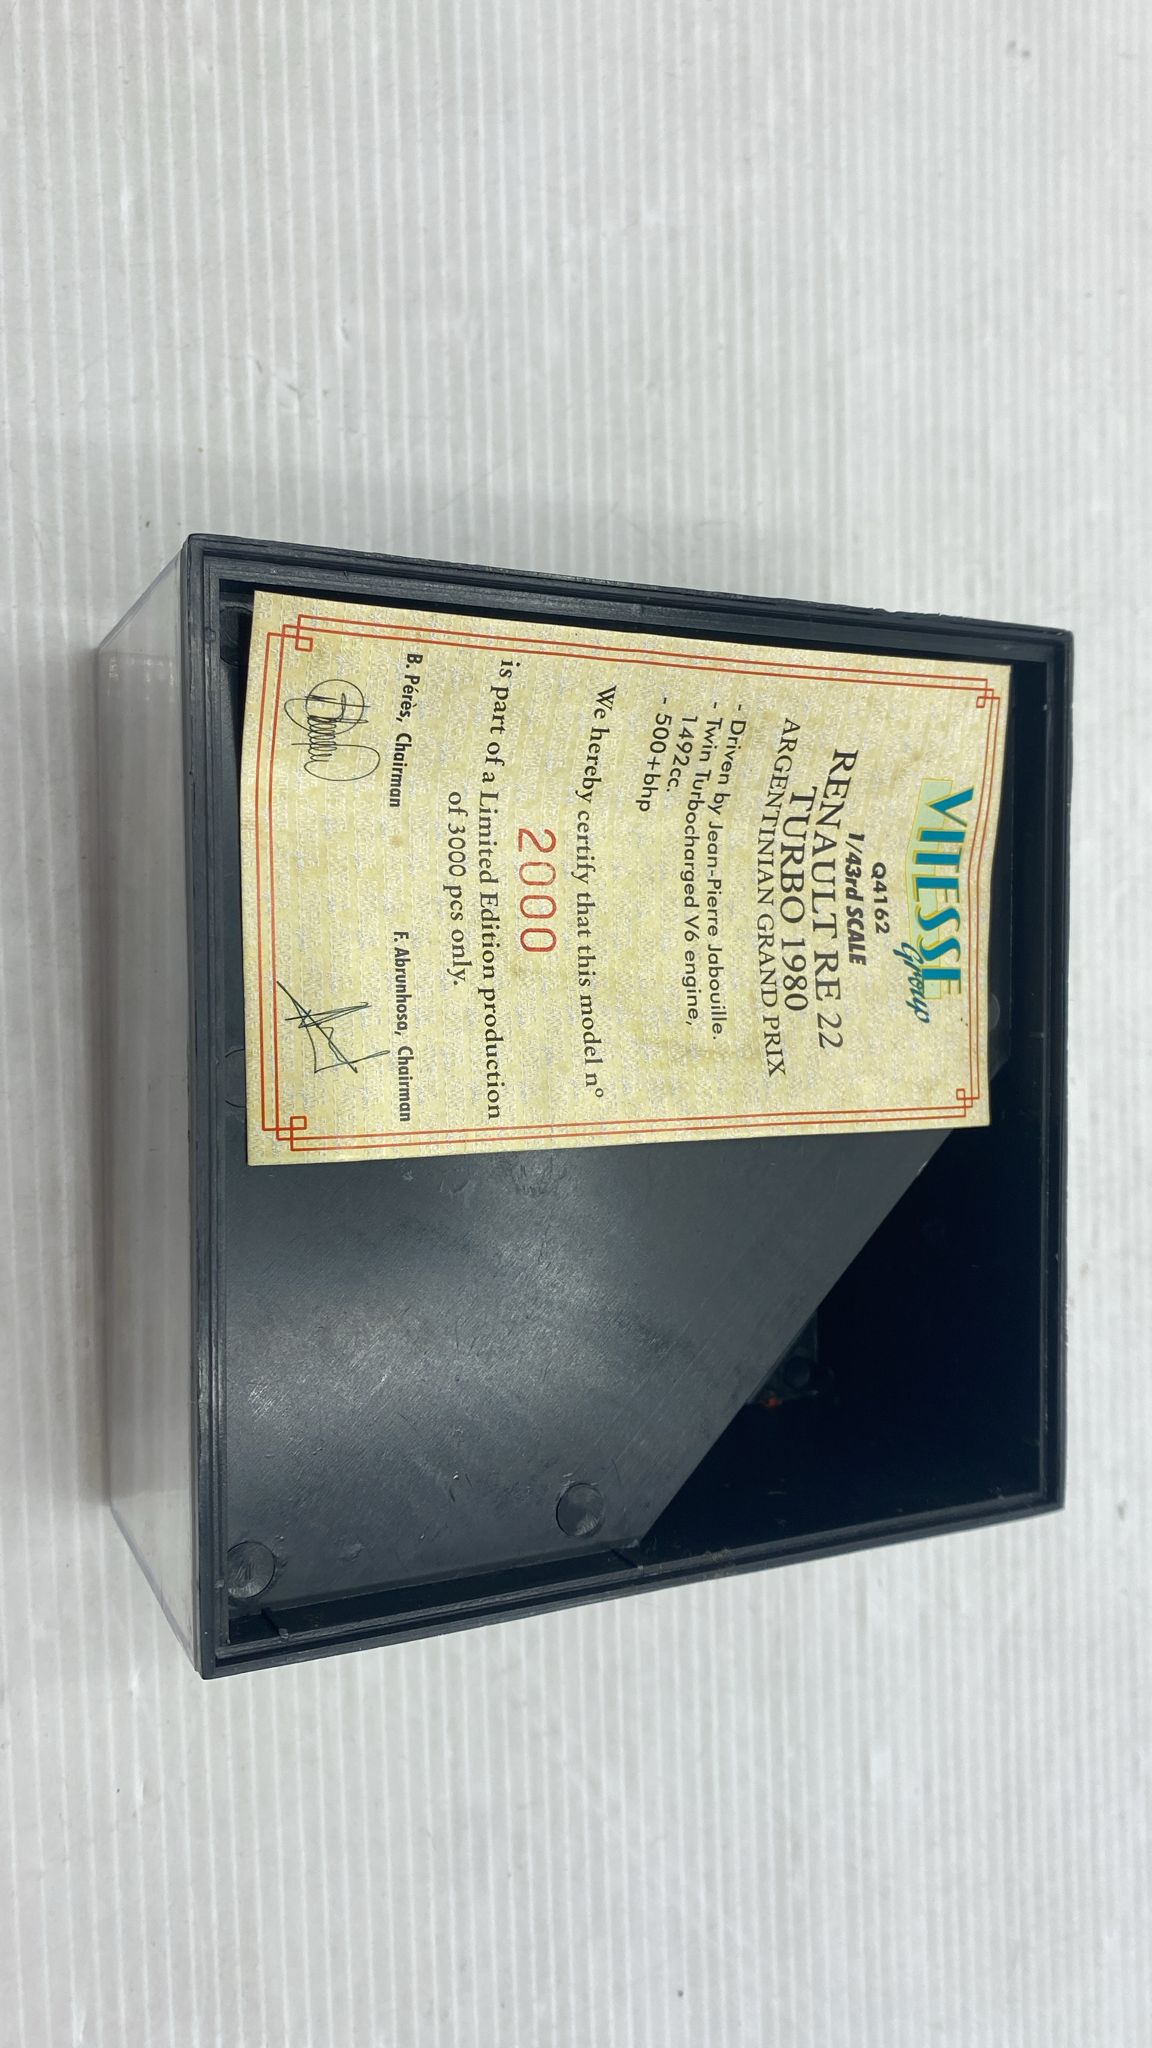 VITESSE
Group
Q4162
1/43rd SCALE
RENAULT RE 22
TURBO 1980
ARGENTINIAN GRAND PRIX
- Driven by Jean-Pierre Jabouille.
- Twin Turbocharged V6 engine,
1492cc.
- 500+bhp
We hereby certify that this model nº
2000
is part of a Limited Edition production
of 3000 pcs only.
B. Pérès, Chairman F. Abrunhosa, Chairman